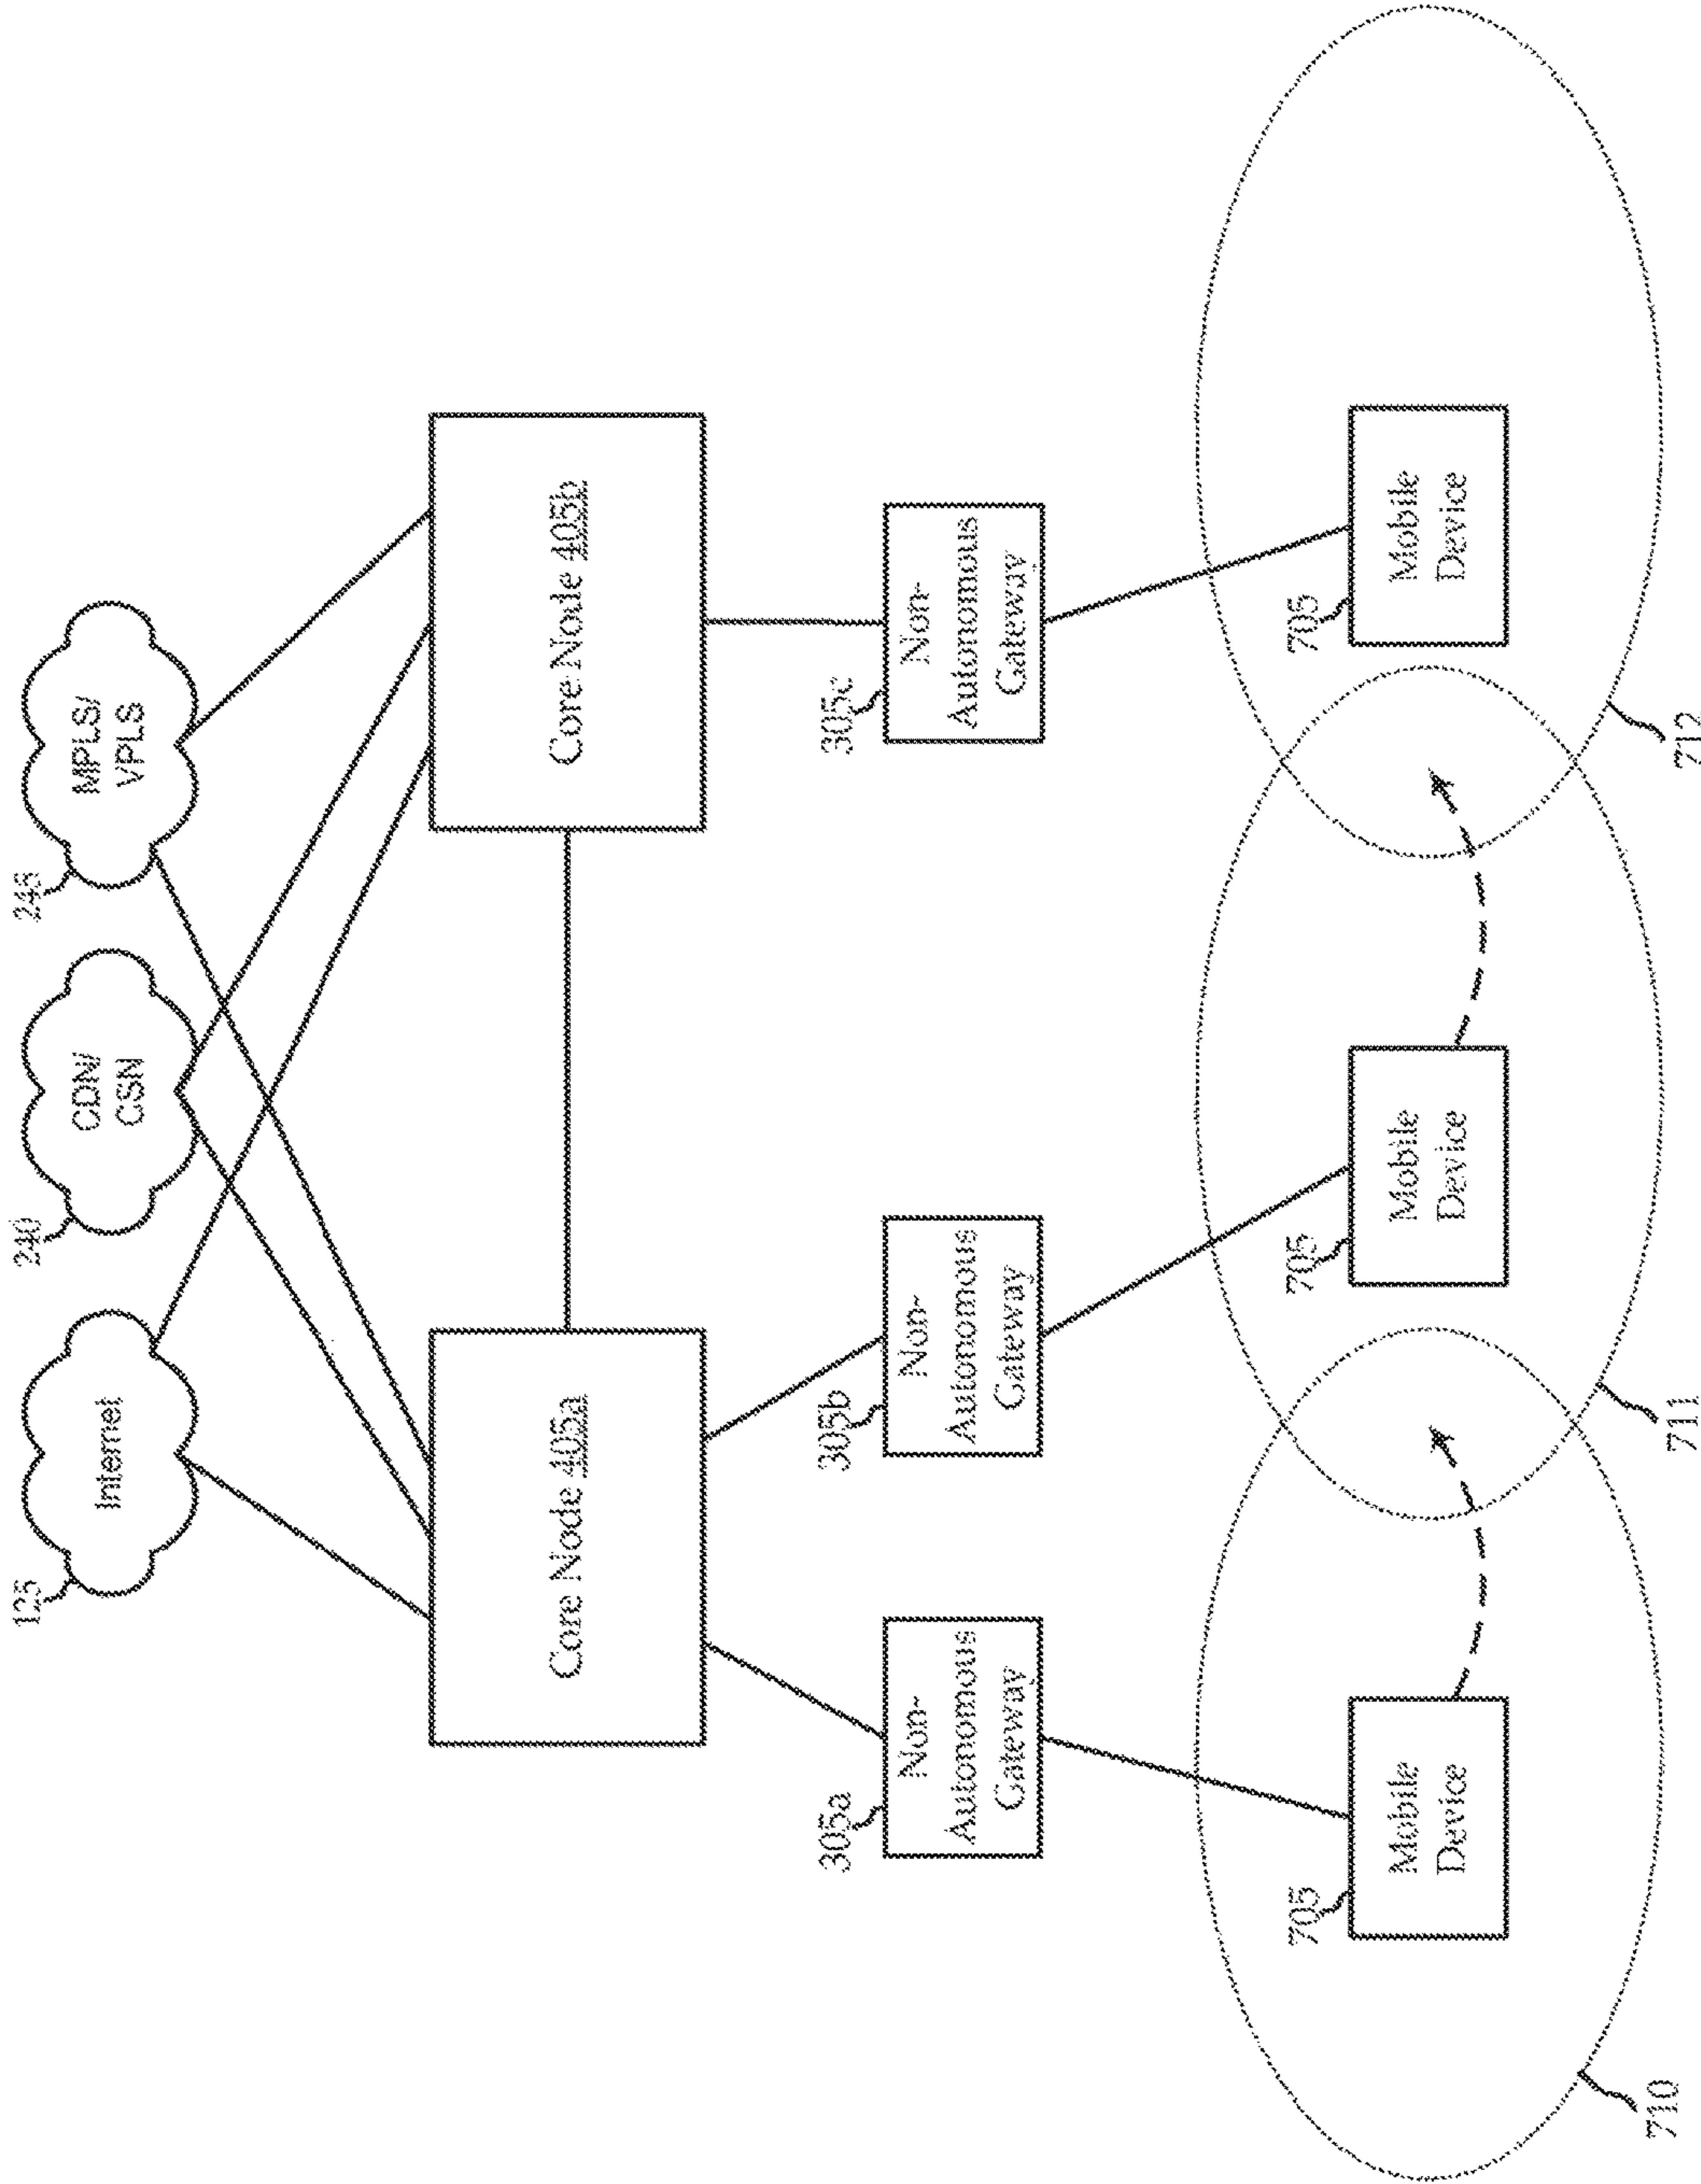 125
Internet
240
CDN/
CSN
245
MPLS/
VPLS
Core Node 405a
Core Node 405b
305a
Non-
Autonomous
Gateway
305b
Non-
Autonomous
Gateway
305c
Non-
Autonomous
Gateway
705
Mobile
Device
705
Mobile
Device
705
Mobile
Device
710
711
712